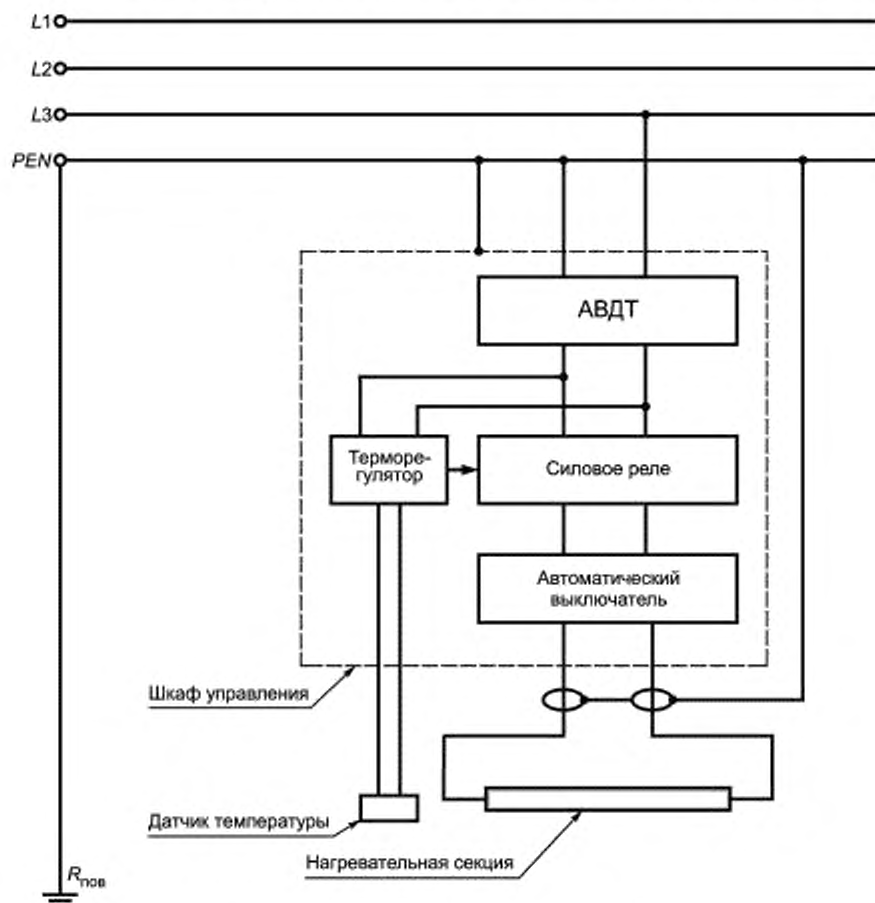 L1
L2
L3
PEN
АВДТ
Терморе-
гулятор
Силовое реле
Автоматический
выключатель
Шкаф управления
Датчик температуры
Нагревательная секция
Rпов